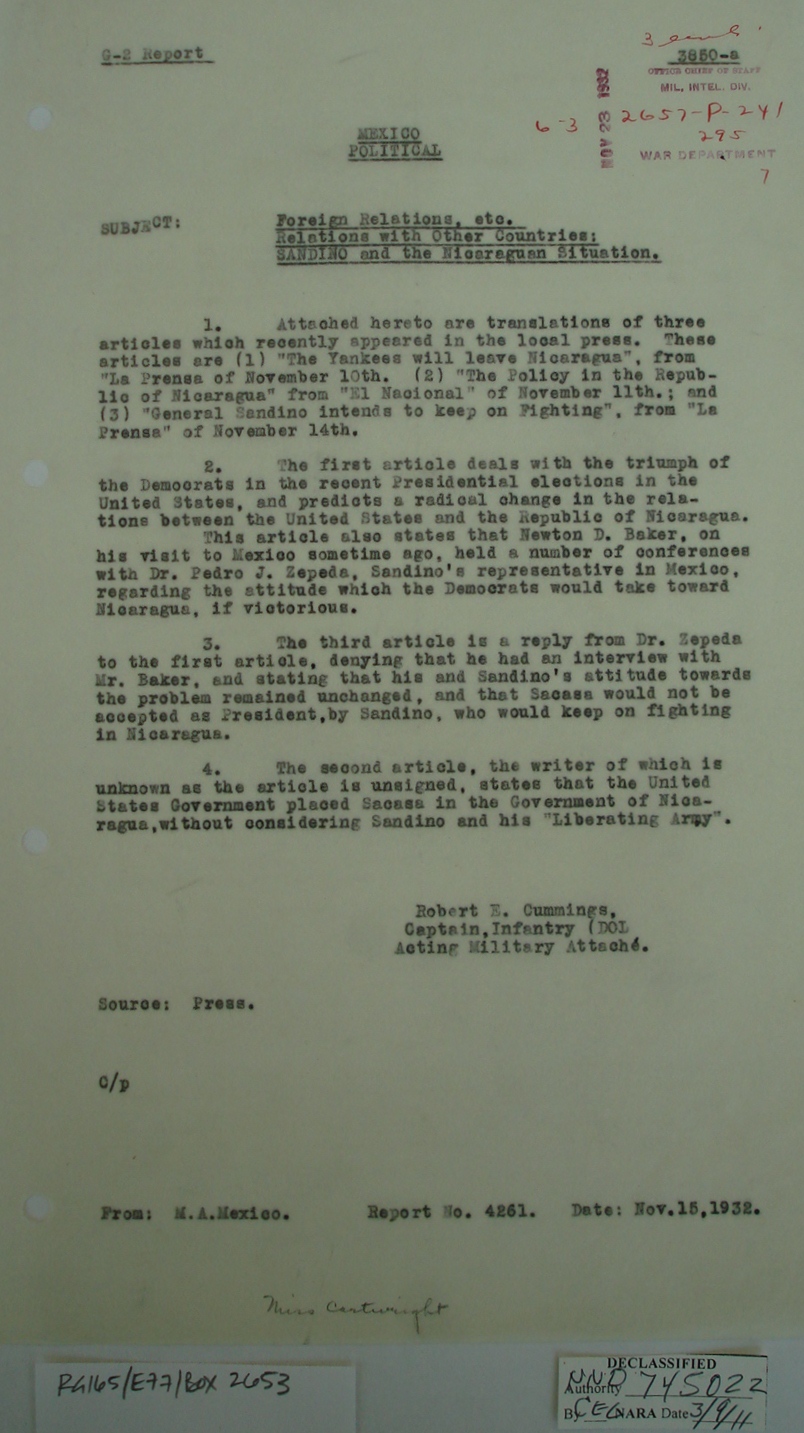 G-2 Report
3 encls.
3850-a
OFFICE CHIEF OF STAFF
MIL. INTEL. DIV.
NOV 23 1932
6-3
2657-P-241
295
WAR DEPARTMENT
7
MEXICO
POLITICAL
SUBJECT:
Foreign Relations, etc.
Relations with Other Countries:
SANDINO and the Nicaraguan Situation.
1. Attached hereto are translations of three
articles which recently appeared in the local press. These
articles are (1) "The Yankees will leave Nicaragua", from
"La Prensa of November 10th. (2) "The Policy in the Repub-
lic of Nicaragua" from "El Nacional" of November 11th.; and
(3) "General Sandino intends to keep on Fighting", from "La
Prensa" of November 14th.
2. The first article deals with the triumph of
the Democrats in the recent Presidential elections in the
United States, and predicts a radical change in the rela-
tions between the United States and the Republic of Nicaragua.
This article also states that Newton D. Baker, on
his visit to Mexico sometime ago, held a number of conferences
with Dr. Pedro J. Zepeda, Sandino's representative in Mexico,
regarding the attitude which the Democrats would take toward
Nicaragua, if victorious.
3. The third article is a reply from Dr. Zepeda
to the first article, denying that he had an interview with
Mr. Baker, and stating that his and Sandino's attitude towards
the problem remained unchanged, and that Sacasa would not be
accepted as President,by Sandino, who would keep on fighting
in Nicaragua.
4. The second article, the writer of which is
unknown as the article is unsigned, states that the United
States Government placed Sacasa in the Government of Nica-
ragua,without considering Sandino and his "Liberating Army".
Robert E. Cummings,
Captain,Infantry (DOL
Acting Military Attaché.
Source: Press.
C/p
From: M.A.Mexico. Report No. 4261. Date: Nov.15,1932.
Miss Cartwright
RG165/E77/BOX 2653
DECLASSIFIED
Authority NND 745022
By CEG NARA Date 3/9/11